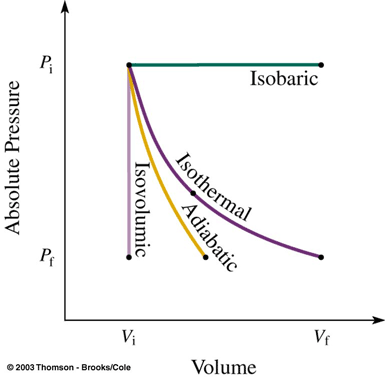 Absolute Pressure
Pi
Pf
Isobaric
Isothermal
Isovolumic
Adiabatic
Vi
Vf
Volume
© 2003 Thomson - Brooks/Cole